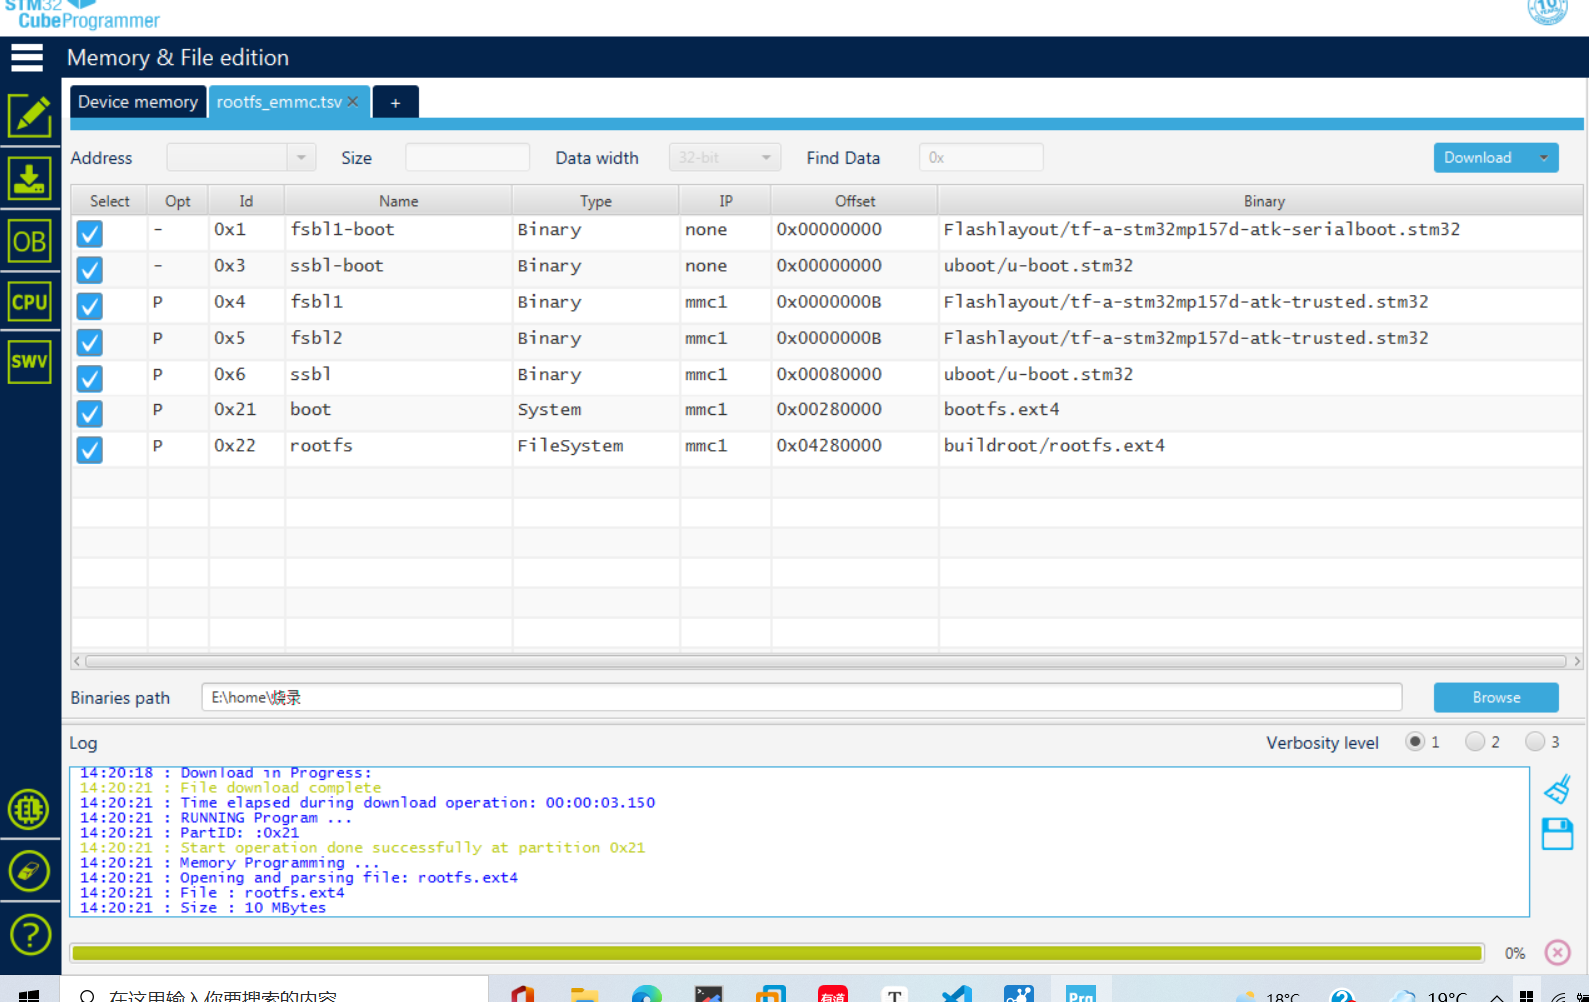 STM32
CubeProgrammer
10 YEARS
Memory & File edition
Device memory rootfs_emmc.tsv × +
Address Size Data width 32-bit Find Data 0x Download
Select Opt Id Name Type IP Offset Binary
- 0x1 fsbl1-boot Binary none 0x00000000 Flashlayout/tf-a-stm32mp157d-atk-serialboot.stm32
- 0x3 ssbl-boot Binary none 0x00000000 uboot/u-boot.stm32
P 0x4 fsbl1 Binary mmc1 0x0000000B Flashlayout/tf-a-stm32mp157d-atk-trusted.stm32
P 0x5 fsbl2 Binary mmc1 0x0000000B Flashlayout/tf-a-stm32mp157d-atk-trusted.stm32
P 0x6 ssbl Binary mmc1 0x00080000 uboot/u-boot.stm32
P 0x21 boot System mmc1 0x00280000 bootfs.ext4
P 0x22 rootfs FileSystem mmc1 0x04280000 buildroot/rootfs.ext4
OB
CPU
SWV
Binaries path E:\home\烧录 Browse
Log Verbosity level 1 2 3
14:20:18 : Download in Progress:
14:20:21 : File download complete
14:20:21 : Time elapsed during download operation: 00:00:03.150
14:20:21 : RUNNING Program ...
14:20:21 : PartID: :0x21
14:20:21 : Start operation done successfully at partition 0x21
14:20:21 : Memory Programming ...
14:20:21 : Opening and parsing file: rootfs.ext4
14:20:21 : File : rootfs.ext4
14:20:21 : Size : 10 MBytes
0%
在这里输入你要搜索的内容 有道 T Prg 18°C 19°C